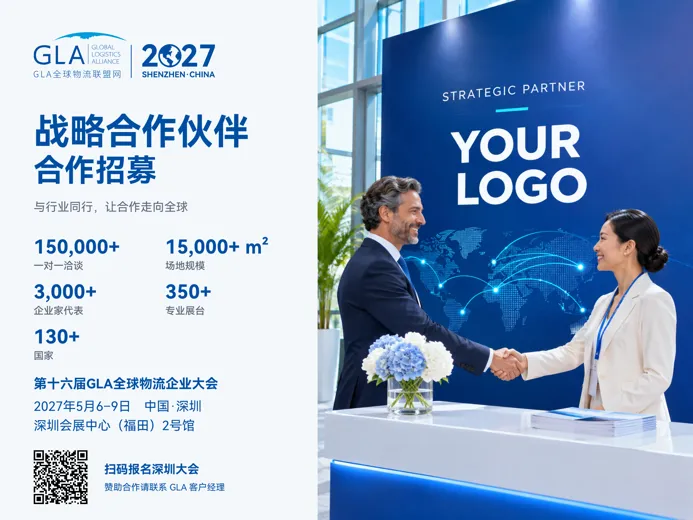 GLA
GLOBAL
LOGISTICS
ALLIANCE
GLA全球物流联盟网
2027
SHENZHEN·CHINA
战略合作伙伴
合作招募
与行业同行，让合作走向全球
150,000+
一对一洽谈
15,000+ m²
场地规模
3,000+
企业家代表
350+
专业展台
130+
国家
第十六届GLA全球物流企业大会
2027年5月6-9日 中国·深圳
深圳会展中心（福田）2号馆
扫码报名深圳大会
赞助合作请联系 GLA 客户经理
STRATEGIC PARTNER
YOUR
LOGO